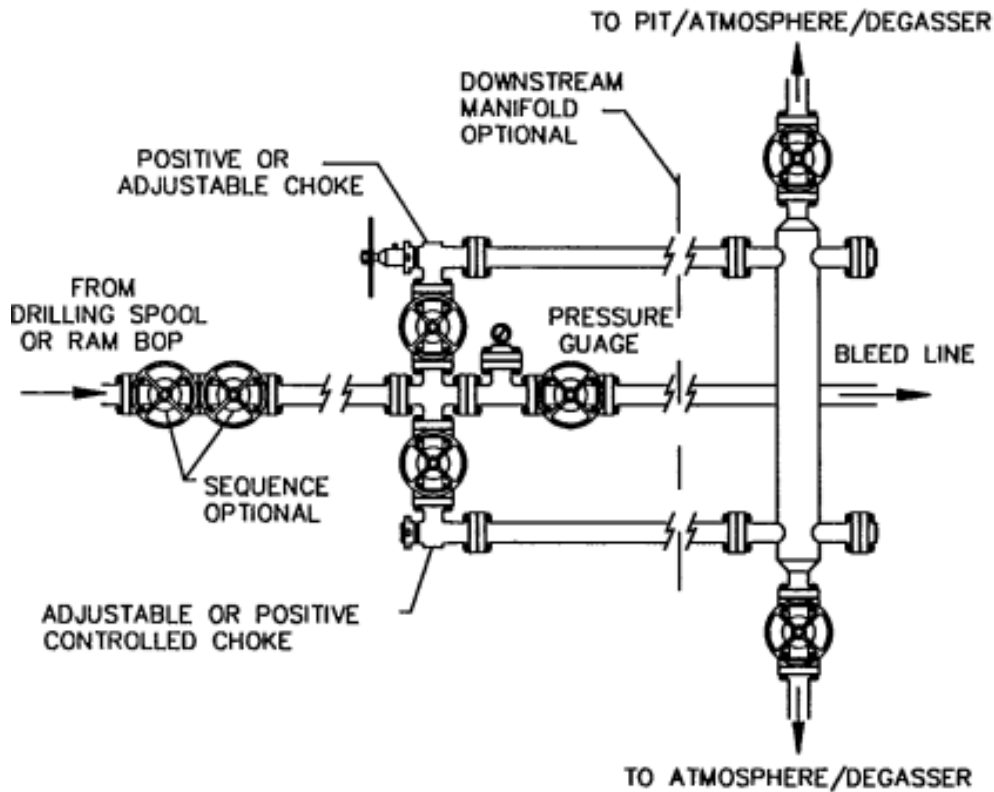 TO PIT/ATMOSPHERE/DEGASSER
DOWNSTREAM
MANIFOLD
OPTIONAL
POSITIVE OR
ADJUSTABLE CHOKE
FROM
DRILLING SPOOL
OR RAM BOP
PRESSURE
GUAGE
BLEED LINE
SEQUENCE
OPTIONAL
ADJUSTABLE OR POSITIVE
CONTROLLED CHOKE
TO ATMOSPHERE/DEGASSER